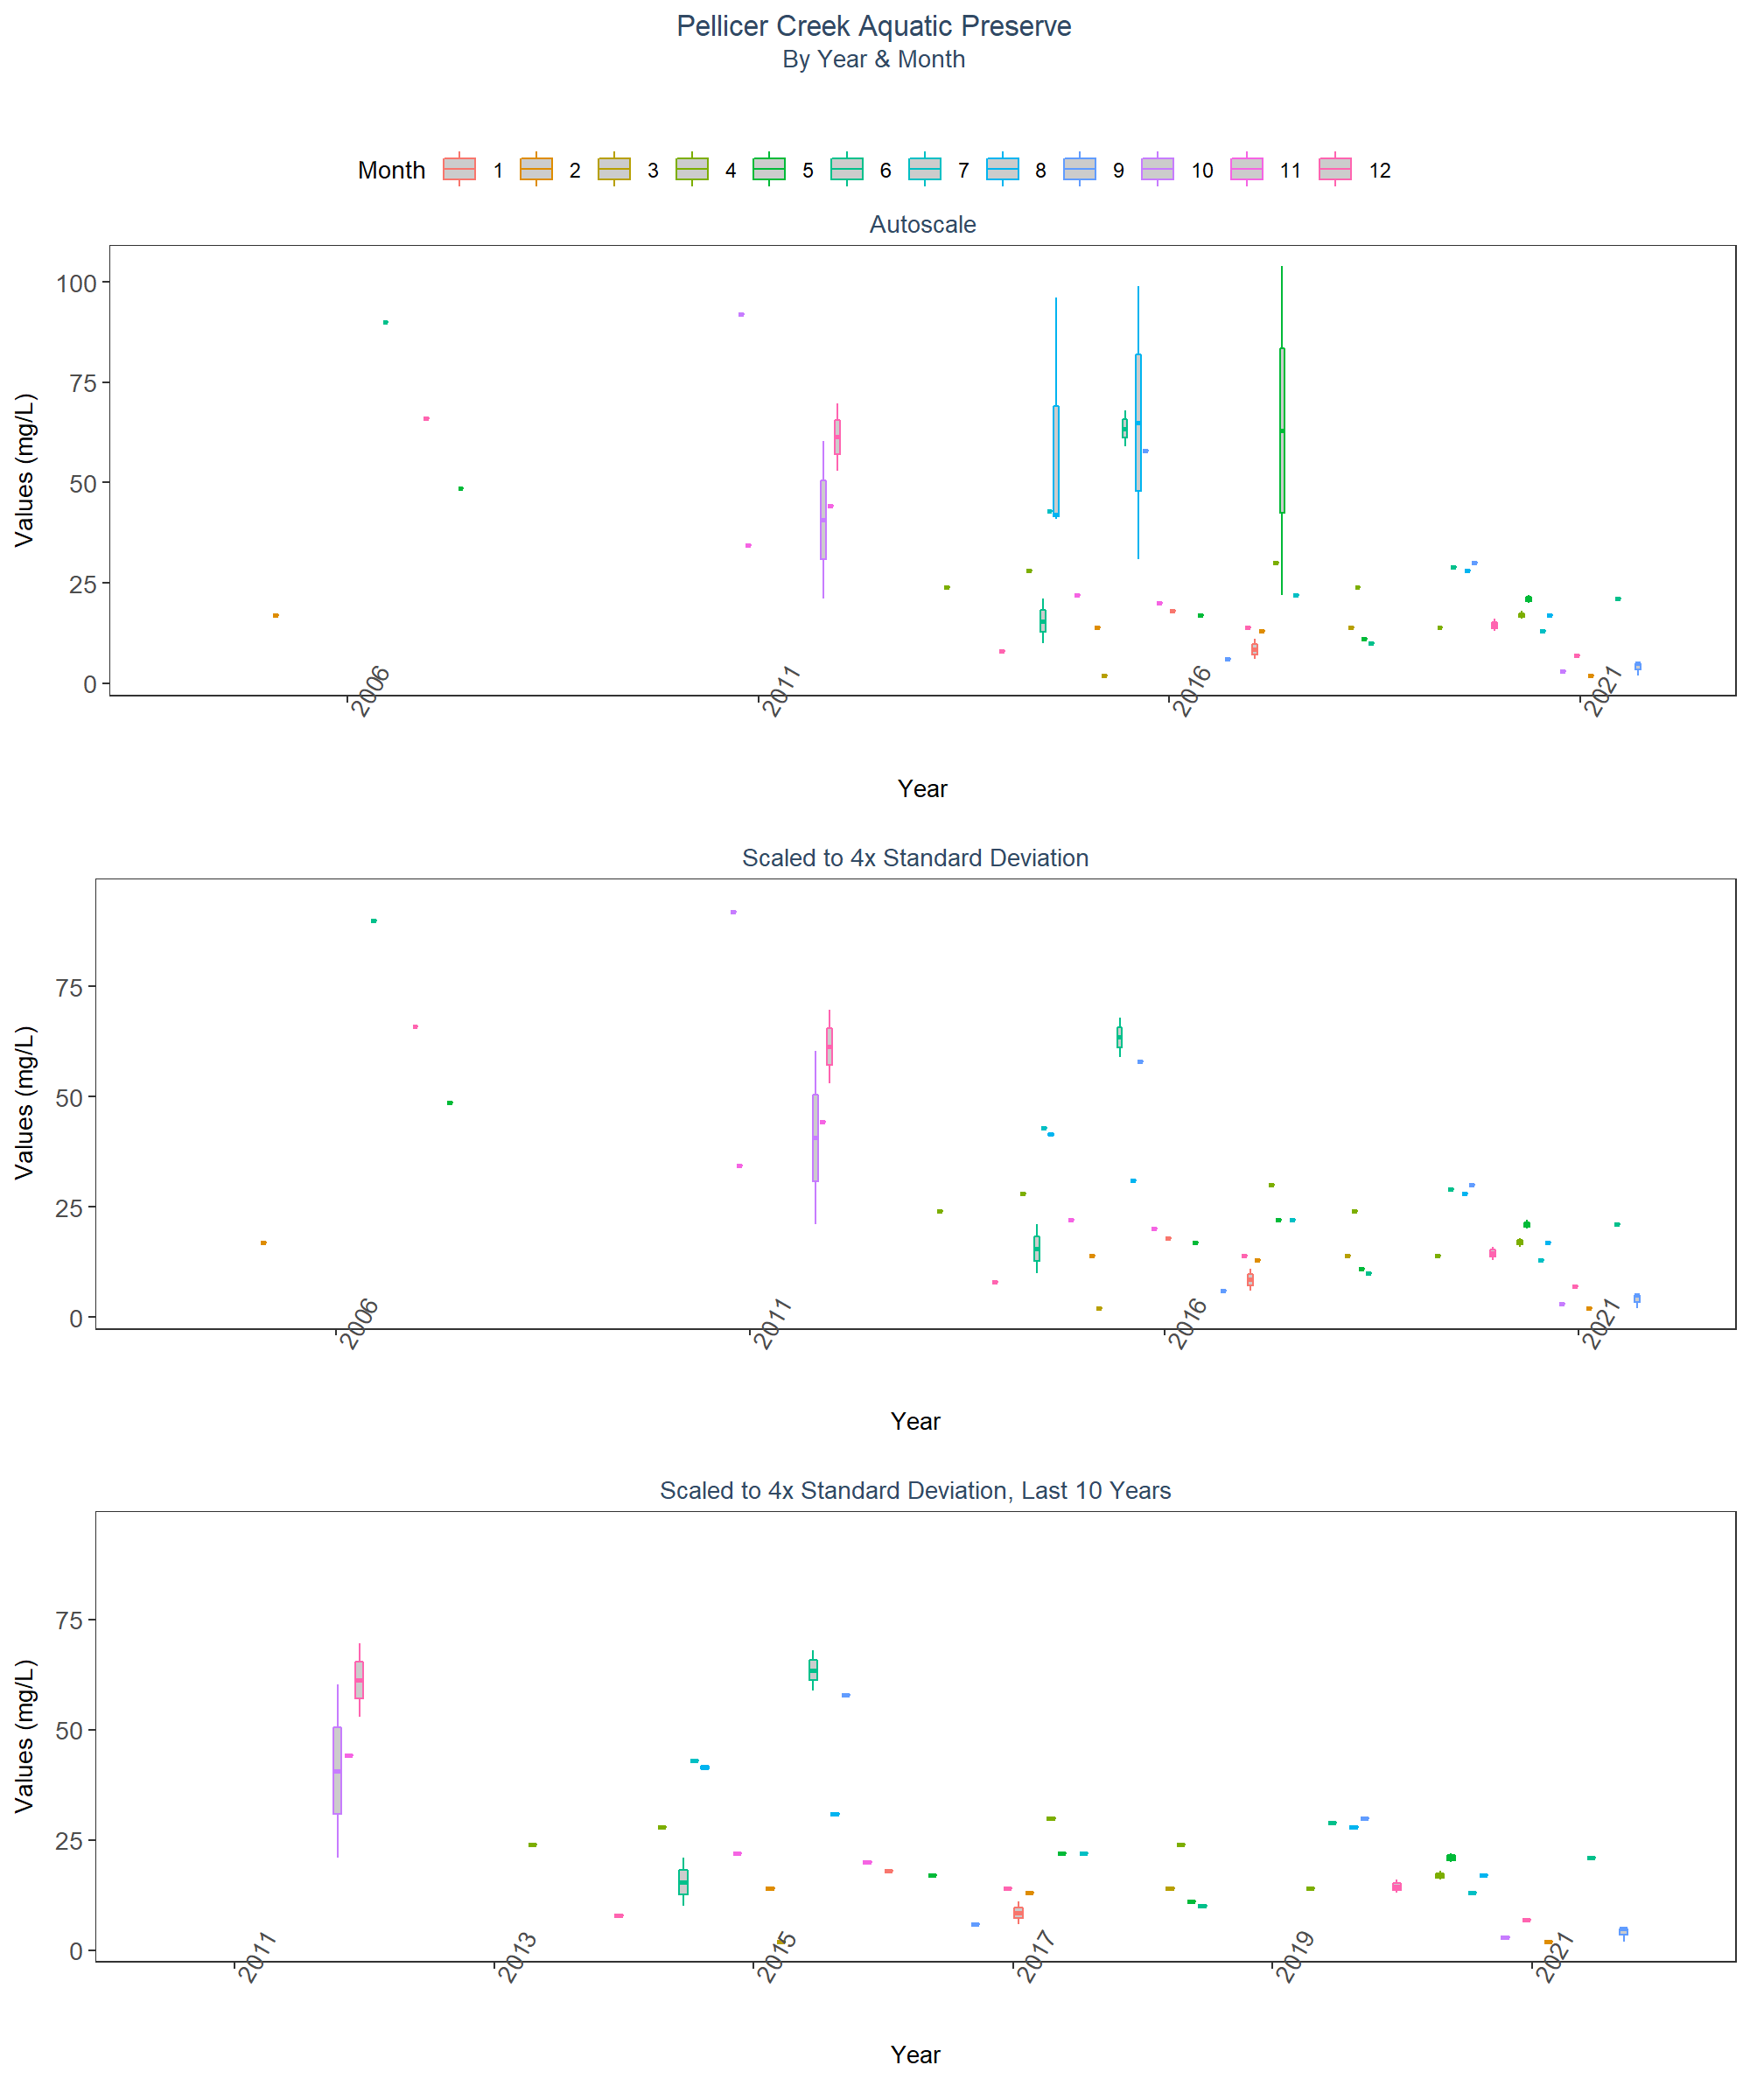 Pellicer Creek Aquatic Preserve
By Year & Month
Month 1 2 3 4 5 6 7 8 9 10 11 12
Autoscale
Values (mg/L)
100
75
50
25
0
2006 2011 2016 2021
Year
Scaled to 4x Standard Deviation
Values (mg/L)
75
50
25
0
2006 2011 2016 2021
Year
Scaled to 4x Standard Deviation, Last 10 Years
Values (mg/L)
75
50
25
0
2011 2013 2015 2017 2019 2021
Year